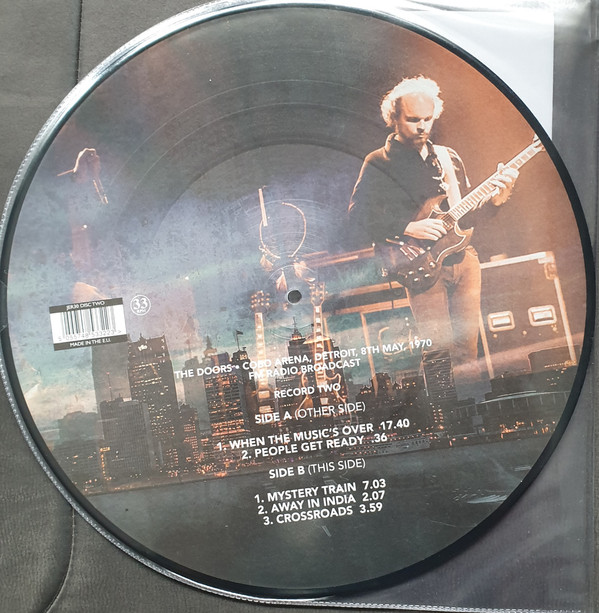 JER38 DISC TWO
MADE IN THE E.U.
33
RPM
THE DOORS • COBO ARENA, DETROIT, 8TH MAY, 1970
FM RADIO BROADCAST
RECORD TWO
SIDE A (OTHER SIDE)
1. WHEN THE MUSIC'S OVER 17.40
2. PEOPLE GET READY .36
SIDE B (THIS SIDE)
1. MYSTERY TRAIN 7.03
2. AWAY IN INDIA 2.07
3. CROSSROADS 3.59